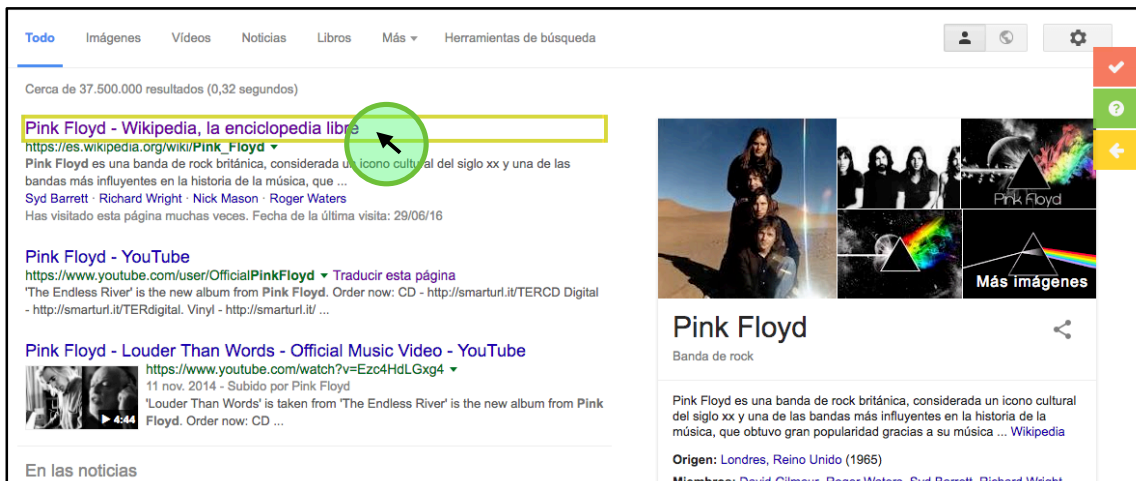 Todo Imágenes Vídeos Noticias Libros Más Herramientas de búsqueda
Cerca de 37.500.000 resultados (0,32 segundos)
Pink Floyd - Wikipedia, la enciclopedia libre
https://es.wikipedia.org/wiki/Pink_Floyd
Pink Floyd es una banda de rock británica, considerada un icono cultural del siglo xx y una de las
bandas más influyentes en la historia de la música, que ...
Syd Barrett · Richard Wright · Nick Mason · Roger Waters
Has visitado esta página muchas veces. Fecha de la última visita: 29/06/16
Pink Floyd - YouTube
https://www.youtube.com/user/OfficialPinkFloyd Traducir esta página
'The Endless River' is the new album from Pink Floyd. Order now: CD - http://smarturl.it/TERCD Digital
- http://smarturl.it/TERdigital. Vinyl - http://smarturl.it/ ...
Pink Floyd - Louder Than Words - Official Music Video - YouTube
https://www.youtube.com/watch?v=Ezc4HdLGxg4
11 nov. 2014 - Subido por Pink Floyd
'Louder Than Words' is taken from 'The Endless River' is the new album from Pink
4:44
Floyd. Order now: CD ...
En las noticias
Pink Floyd
Más imágenes
Pink Floyd
Banda de rock
Pink Floyd es una banda de rock británica, considerada un icono cultural
del siglo xx y una de las bandas más influyentes en la historia de la
música, que obtuvo gran popularidad gracias a su música ... Wikipedia
Origen: Londres, Reino Unido (1965)
Miembros: David Gilmour, Roger Waters, Syd Barrett, Richard Wright